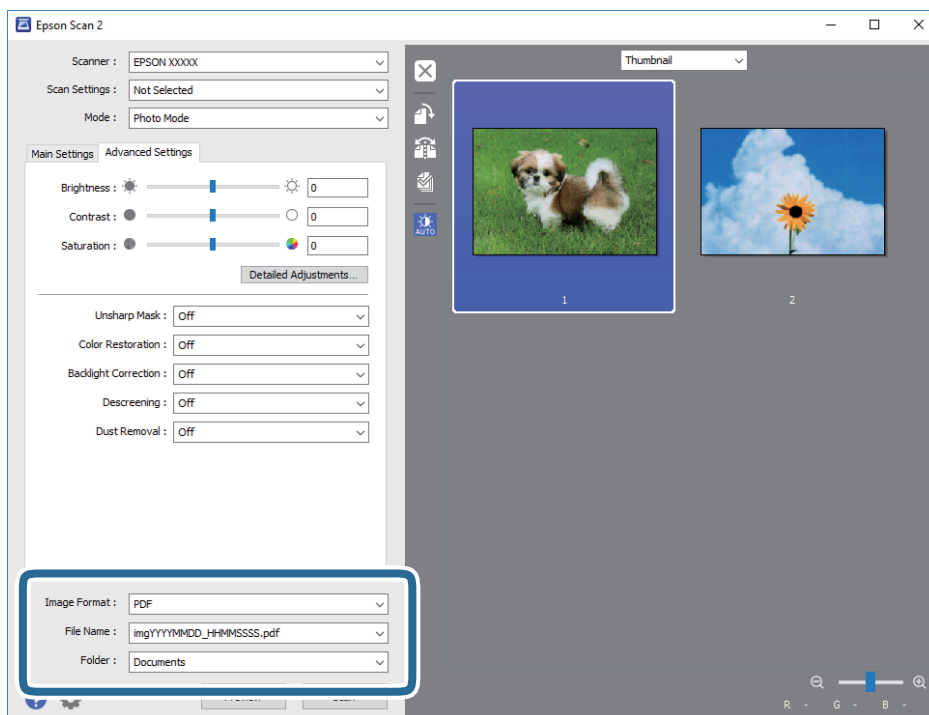 Epson Scan 2
Scanner : EPSON XXXXX
Scan Settings : Not Selected
Mode : Photo Mode
Main Settings Advanced Settings
Brightness : 0
Contrast : 0
Saturation : 0
Detailed Adjustments...
Unsharp Mask : Off
Color Restoration : Off
Backlight Correction : Off
Descreening : Off
Dust Removal : Off
Image Format : PDF
File Name : imgYYYYMMDD_HHMMSSSS.pdf
Folder : Documents
Thumbnail
AUTO
1
2
R - G - B -